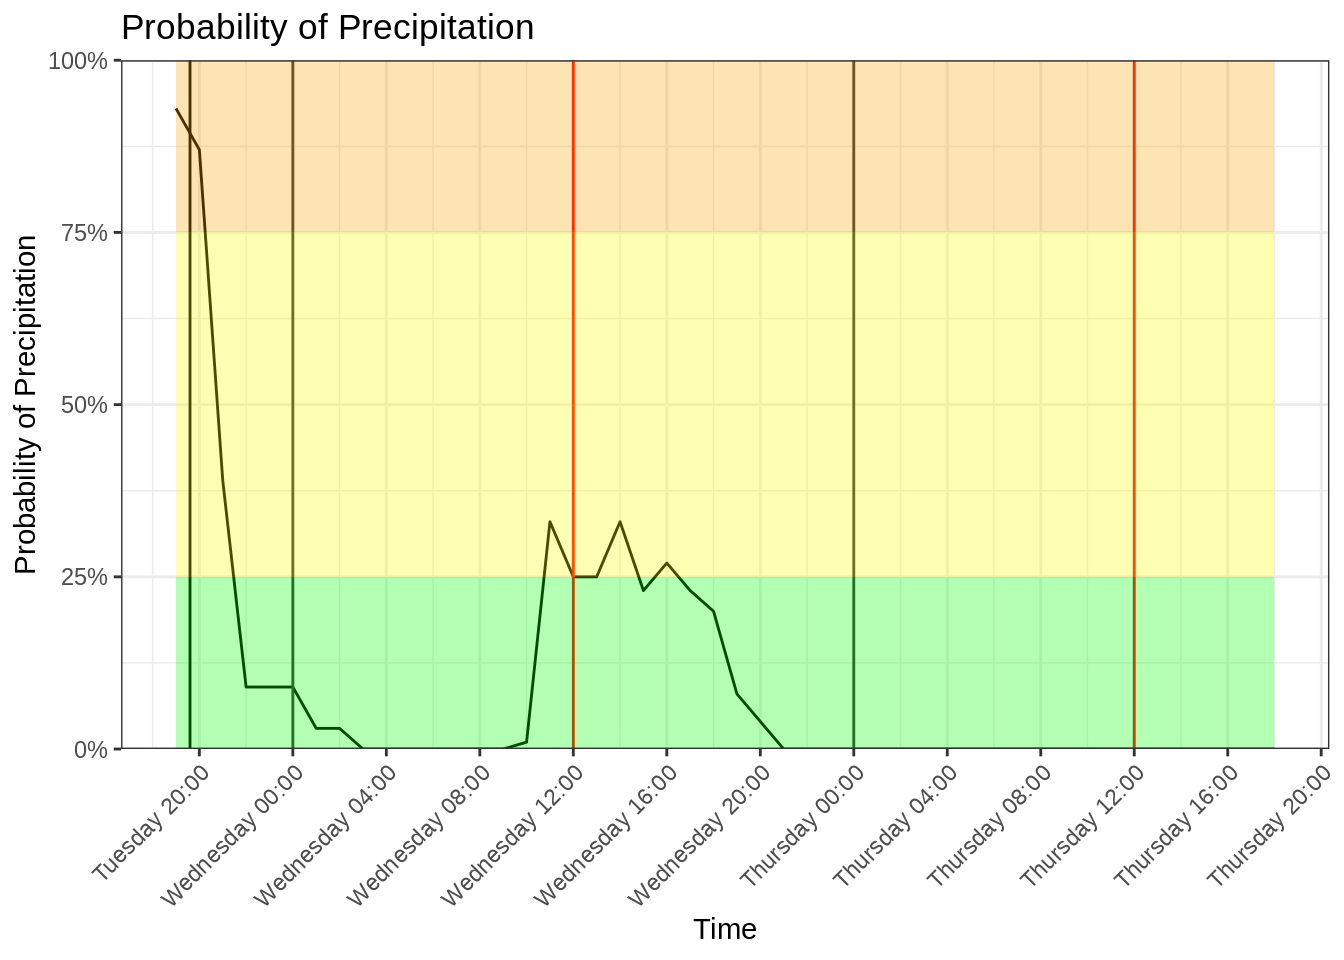 Probability of Precipitation
100%
75%
50%
25%
0%
Probability of Precipitation
Tuesday 20:00
Wednesday 00:00
Wednesday 04:00
Wednesday 08:00
Wednesday 12:00
Wednesday 16:00
Wednesday 20:00
Thursday 00:00
Thursday 04:00
Thursday 08:00
Thursday 12:00
Thursday 16:00
Thursday 20:00
Time